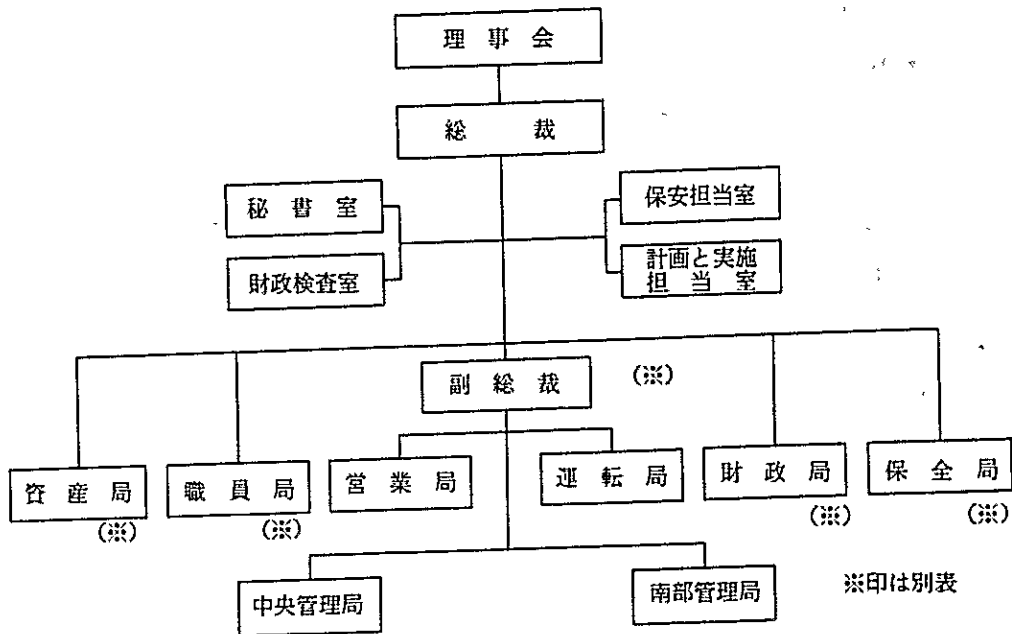 理事会
総裁
秘書室
保安担当室
財政検査室
計画と実施
担当室
副総裁
(※)
資産局
職員局
営業局
運転局
財政局
保全局
(※)
(※)
(※)
(※)
中央管理局
南部管理局
※印は別表